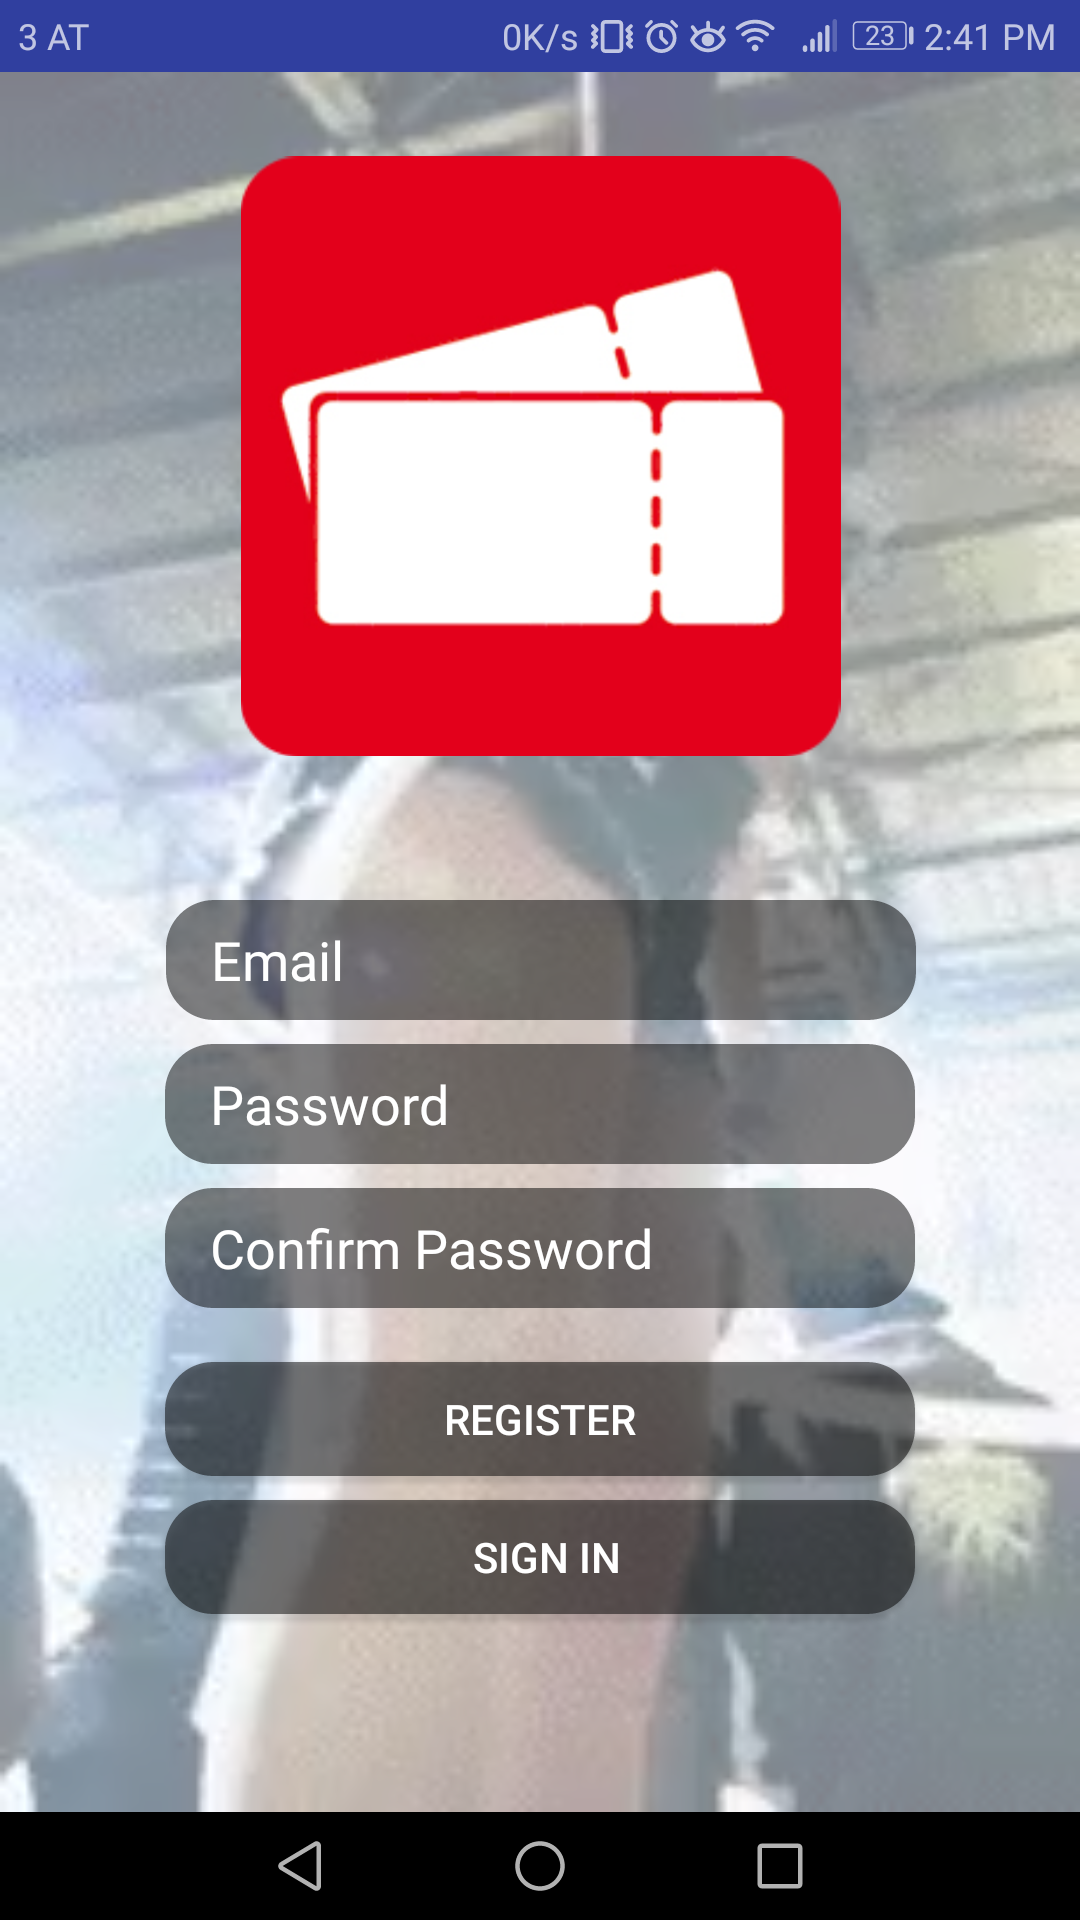 3 AT 0K/s 23 2:41 PM
Email
Password
Confirm Password
REGISTER
SIGN IN